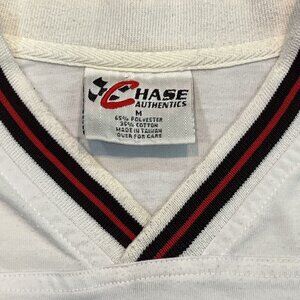 CHASE
AUTHENTICS
M
65% POLYESTER
35% COTTON
MADE IN TAIWAN
OVER FOR CARE